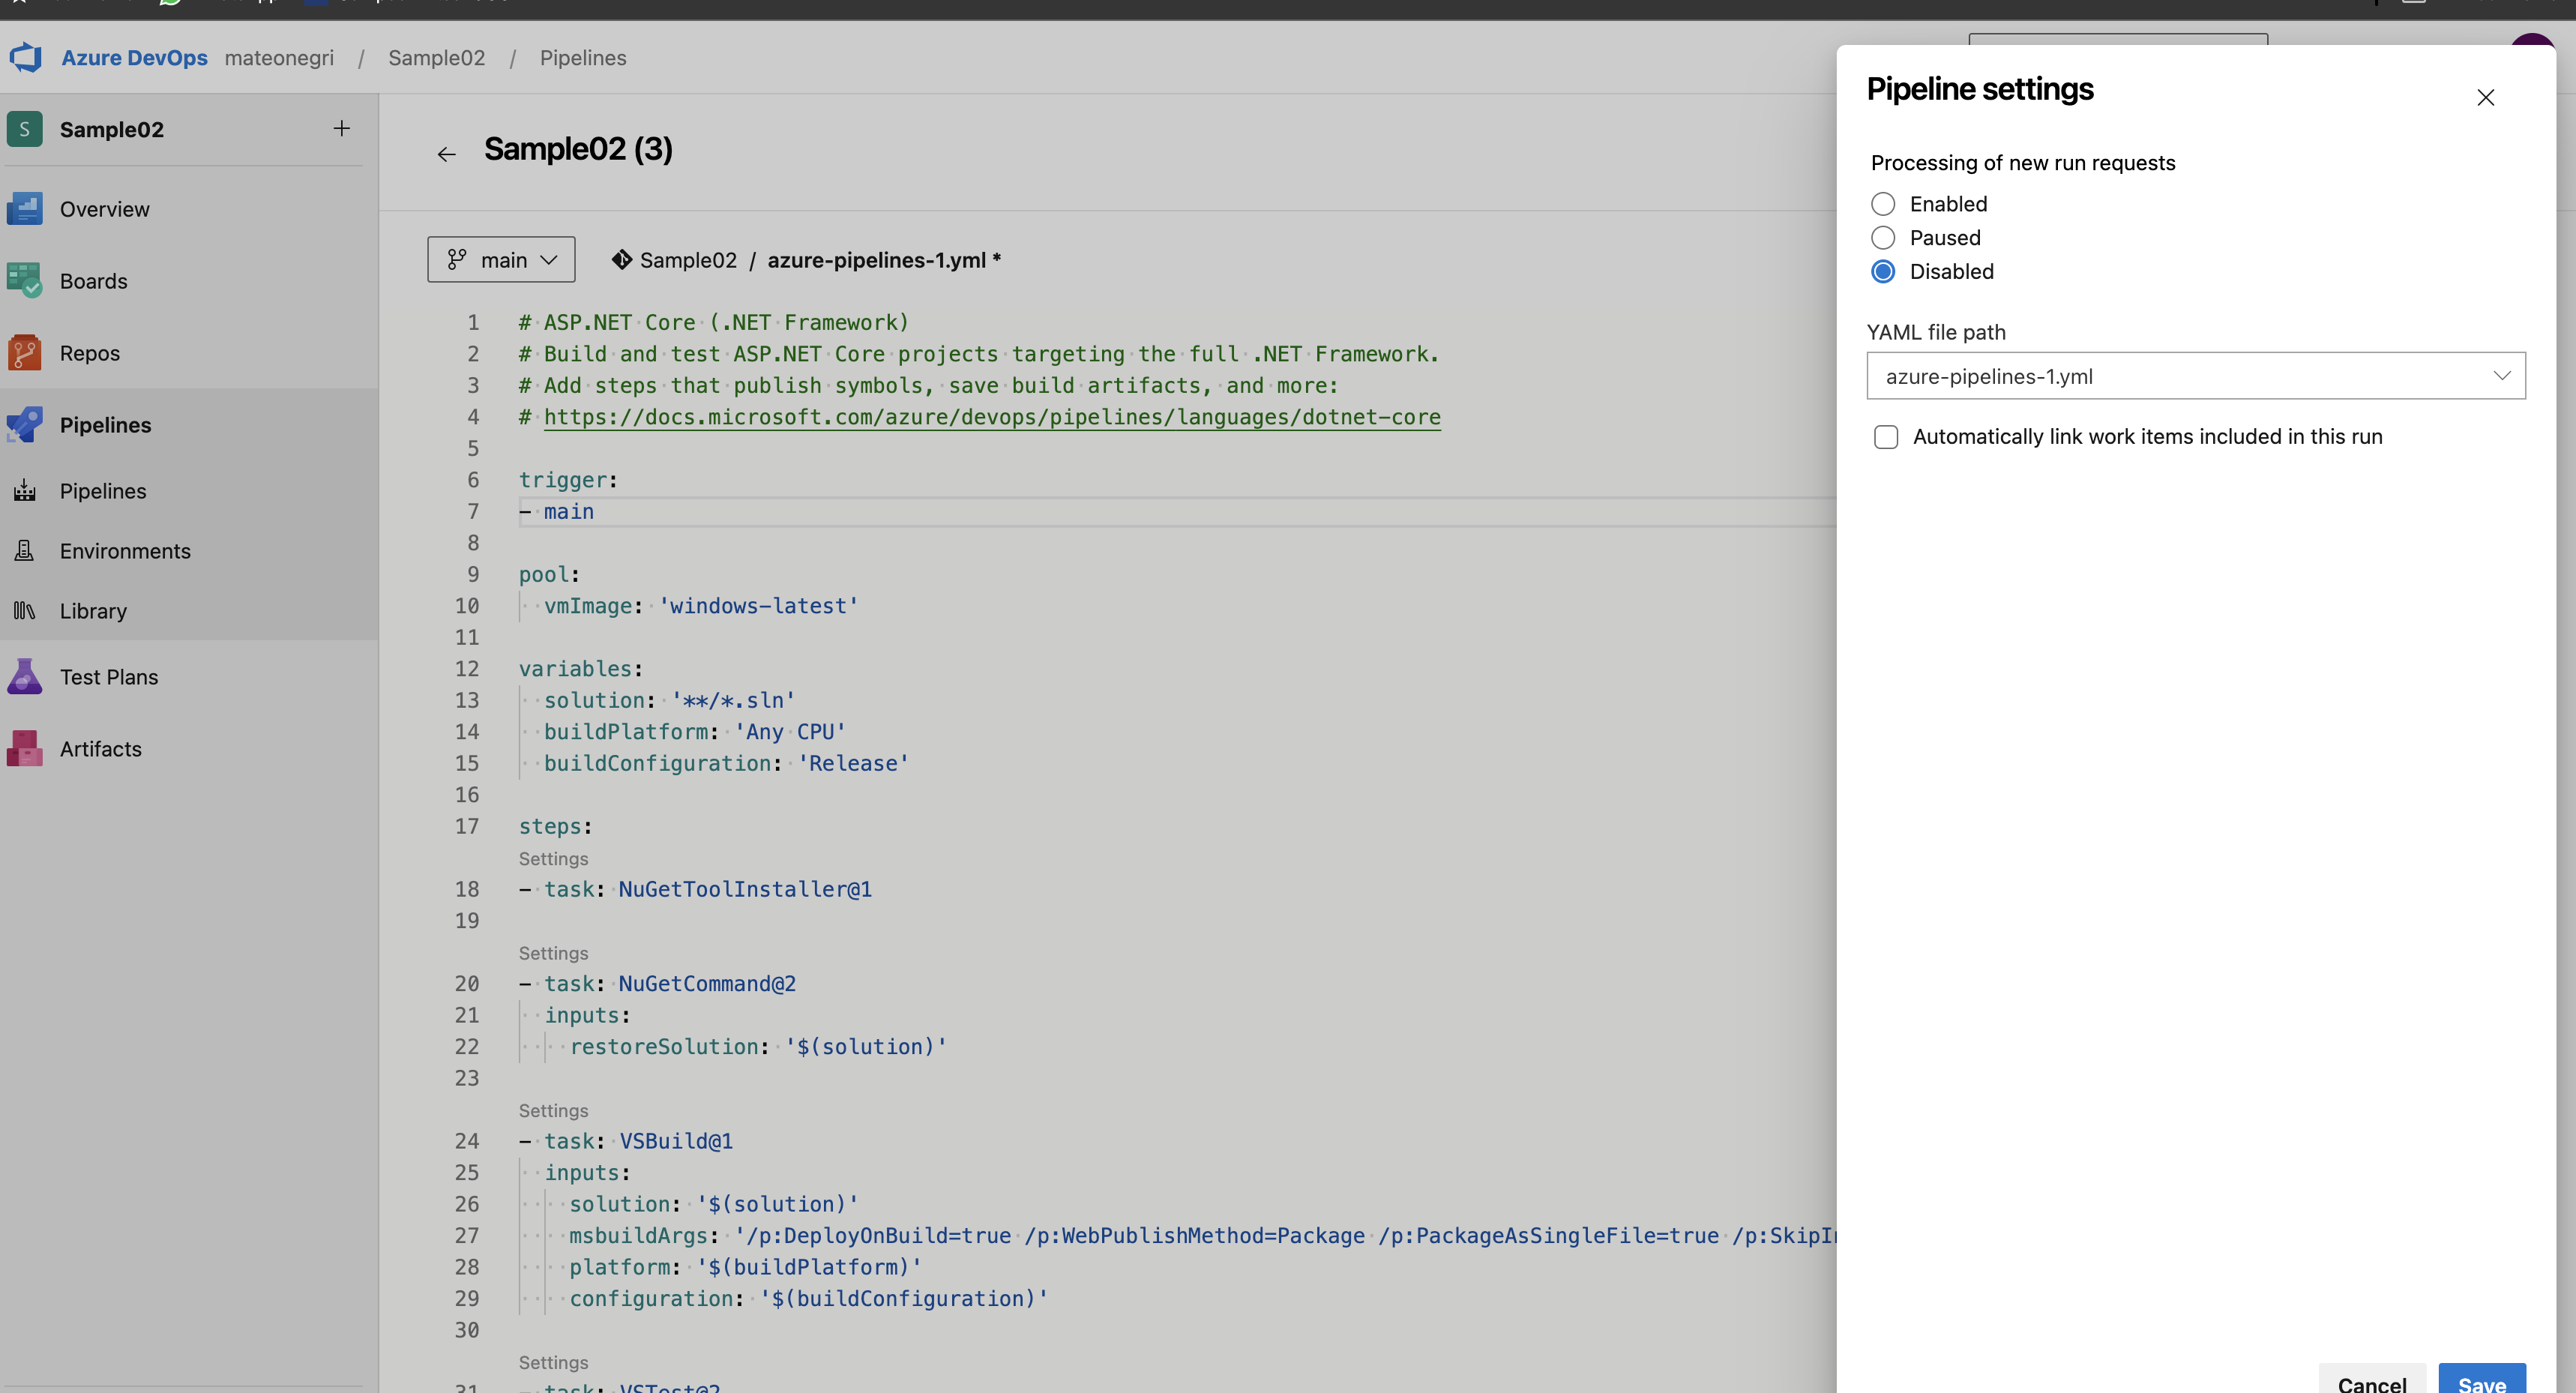 Azure DevOps mateonegri / Sample02 / Pipelines
S Sample02 +
Overview
Boards
Repos
Pipelines
Pipelines
Environments
Library
Test Plans
Artifacts
Sample02 (3)
main Sample02 / azure-pipelines-1.yml *
1 # ASP.NET Core (.NET Framework)
2 # Build and test ASP.NET Core projects targeting the full .NET Framework.
3 # Add steps that publish symbols, save build artifacts, and more:
4 # https://docs.microsoft.com/azure/devops/pipelines/languages/dotnet-core
5
6 trigger:
7 - main
8
9 pool:
10 vmImage: 'windows-latest'
11
12 variables:
13 solution: '**/*.sln'
14 buildPlatform: 'Any CPU'
15 buildConfiguration: 'Release'
16
17 steps:
Settings
18 - task: NuGetToolInstaller@1
19
Settings
20 - task: NuGetCommand@2
21 inputs:
22 restoreSolution: '$(solution)'
23
Settings
24 - task: VSBuild@1
25 inputs:
26 solution: '$(solution)'
27 msbuildArgs: '/p:DeployOnBuild=true /p:WebPublishMethod=Package /p:PackageAsSingleFile=true
28 platform: '$(buildPlatform)'
29 configuration: '$(buildConfiguration)'
30
Settings
31 - task: VSTest@2
Pipeline settings
Processing of new run requests
Enabled
Paused
Disabled
YAML file path
azure-pipelines-1.yml
Automatically link work items included in this run
Cancel Save